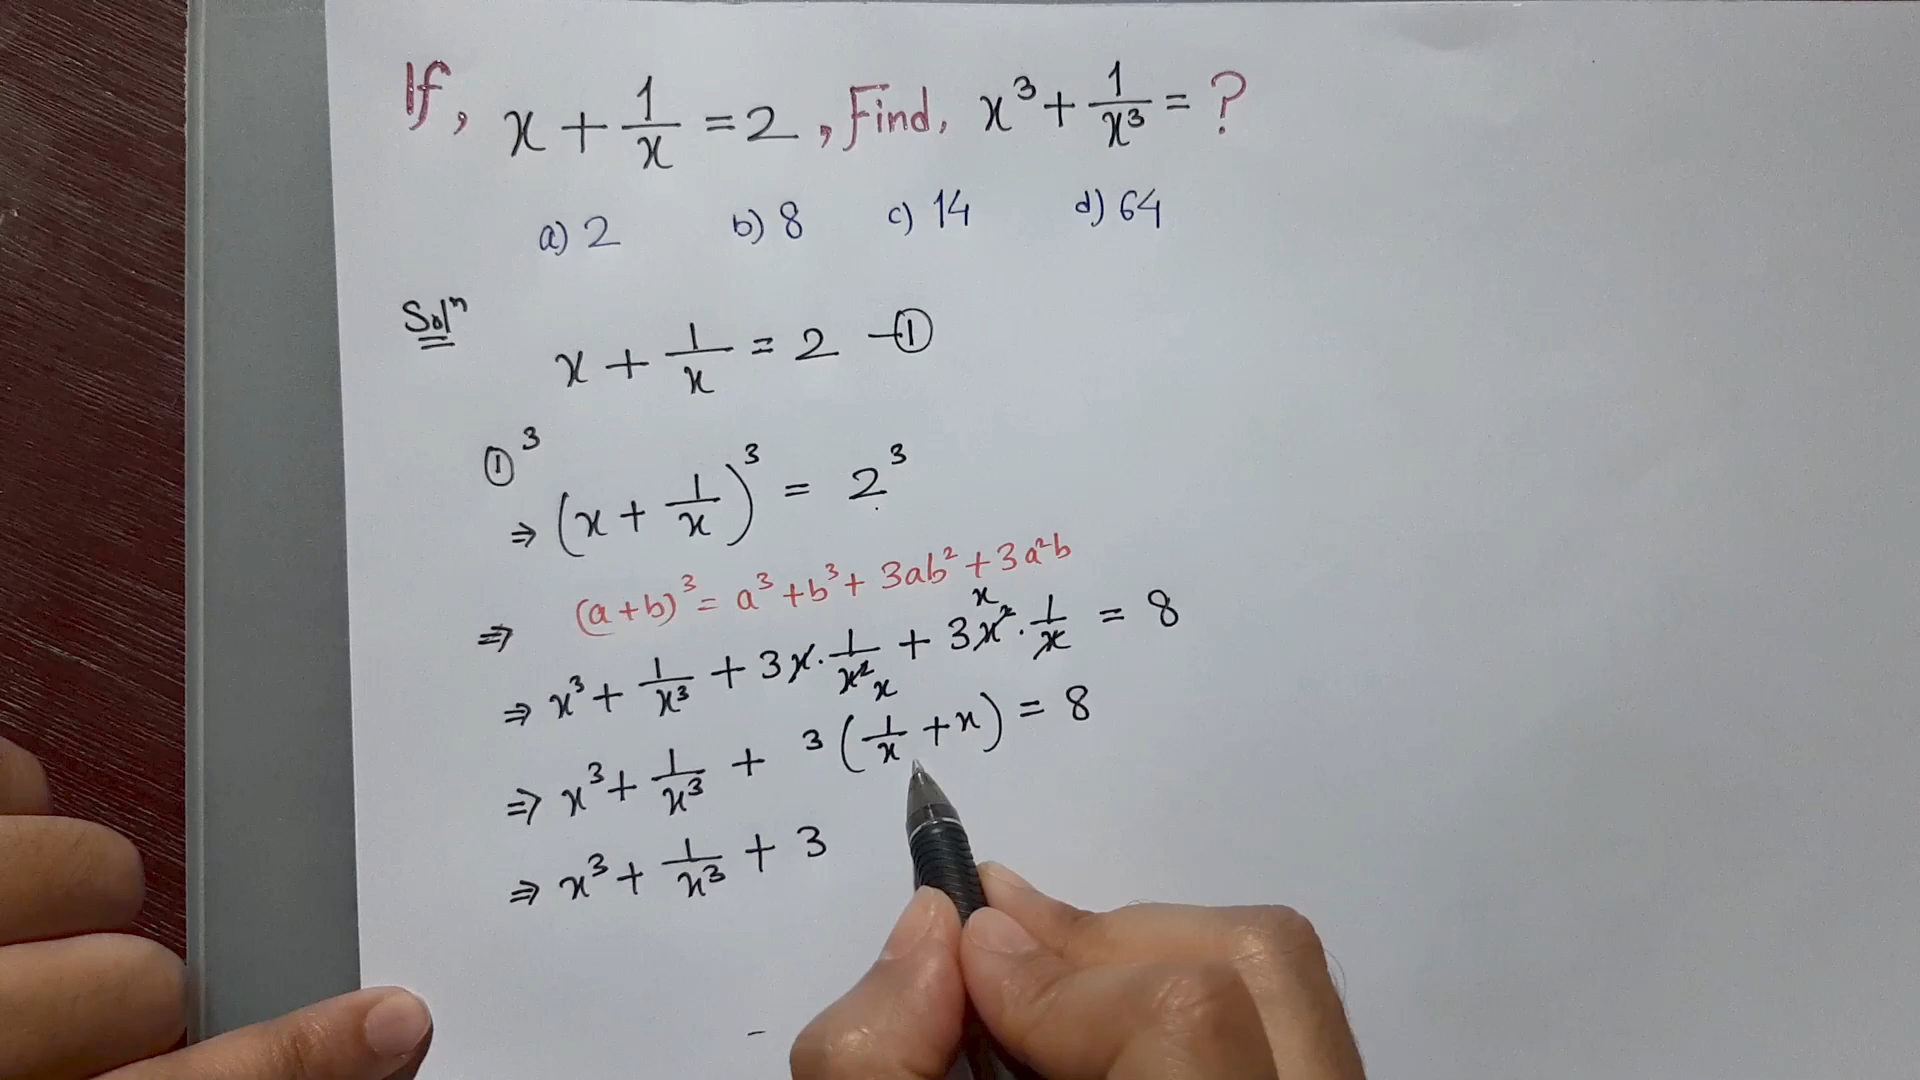 If, x + 1/x = 2, Find, x³ + 1/x³ = ?
a) 2 b) 8 c) 14 d) 64
Solⁿ
x + 1/x = 2 —①
①³
⇒ (x + 1/x)³ = 2³
⇒ (a+b)³ = a³ + b³ + 3ab² + 3a²b
⇒ x³ + 1/x³ + 3x · 1/x² + 3x² · 1/x = 8
⇒ x³ + 1/x³ + 3 (1/x + x) = 8
⇒ x³ + 1/x³ + 3